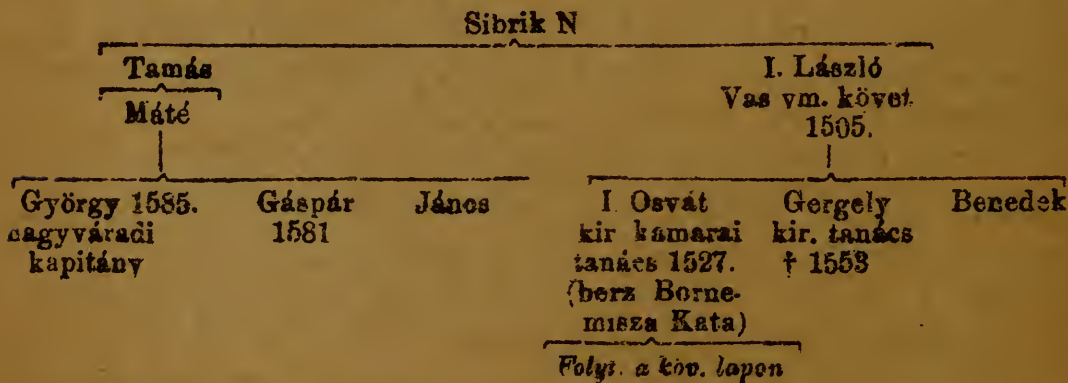 Sibrik N
Tamás I. László
Máté Vas vm. követ
1505.
György 1585. Gáspár János I. Osvát Gergely Benedek
nagyváradi 1581 kir kamarai kir. tanács
kapitány tanács 1527. † 1553
(berz Borne-
misza Kata)
Folyt. a köv. lapon